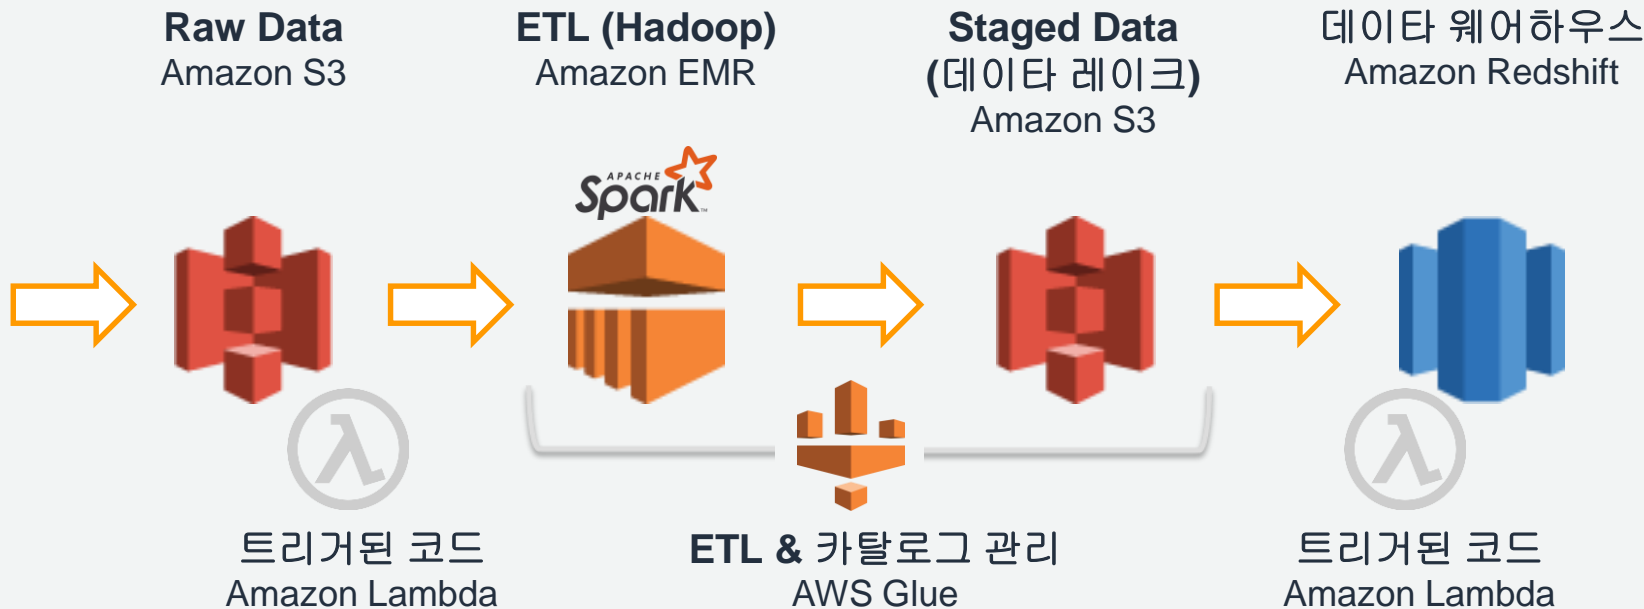 Raw Data
Amazon S3
ETL (Hadoop)
Amazon EMR
Staged Data
(데이타 레이크)
Amazon S3
데이타 웨어하우스
Amazon Redshift
APACHE
Spark™
λ
λ
트리거된 코드
Amazon Lambda
ETL & 카탈로그 관리
AWS Glue
트리거된 코드
Amazon Lambda